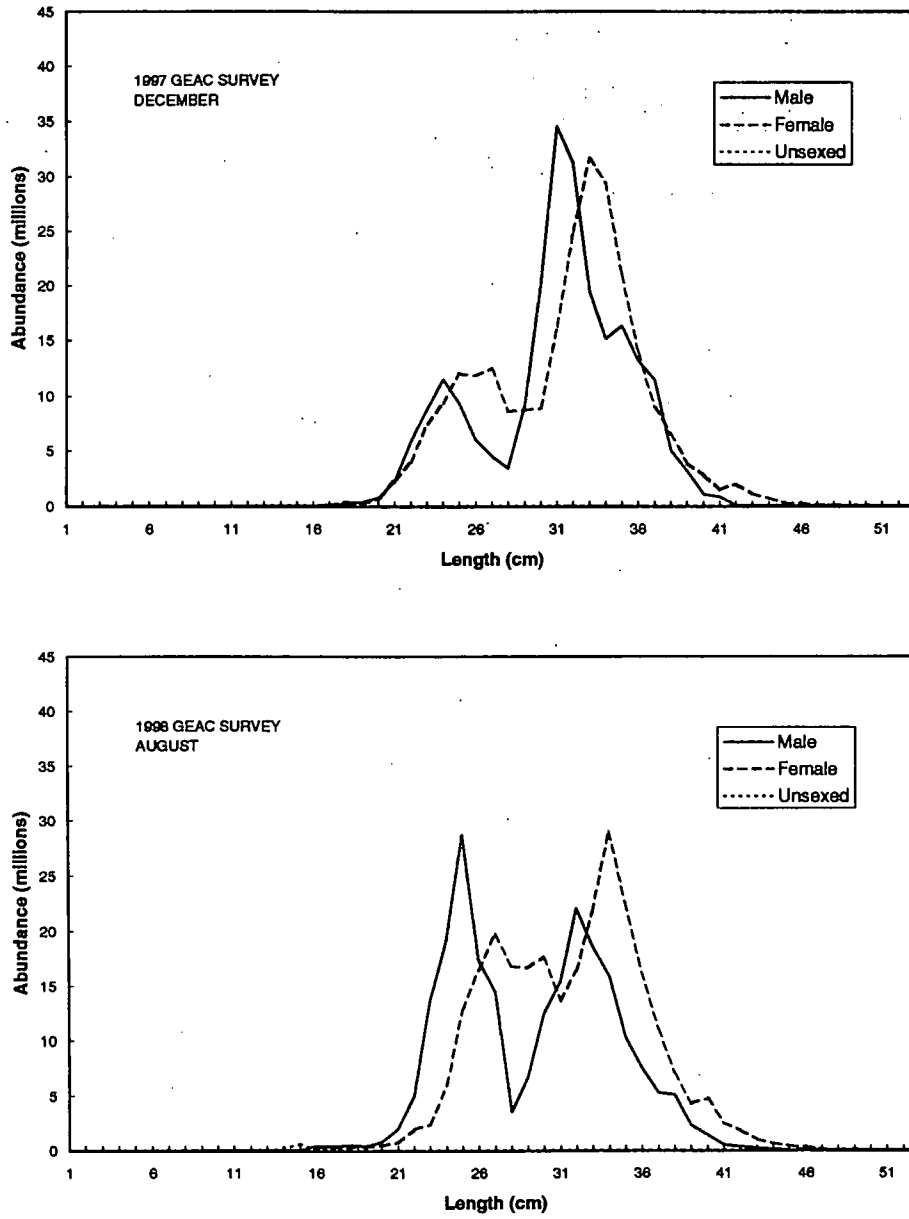 45
40
35
30
25
20
15
10
5
0
Abundance (millions)
1997 GEAC SURVEY
DECEMBER
Male
Female
Unsexed
1 6 11 16 21 26 31 36 41 46 51
Length (cm)
45
40
35
30
25
20
15
10
5
0
Abundance (millions)
1998 GEAC SURVEY
AUGUST
Male
Female
Unsexed
1 6 11 16 21 26 31 36 41 46 51
Length (cm)